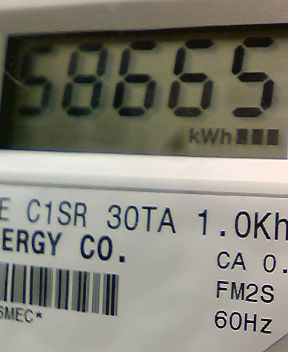 58665
kWh
E C1SR 30TA 1.0Kh
ERGY CO.
CA 0.
FM2S
SMEC*
60Hz